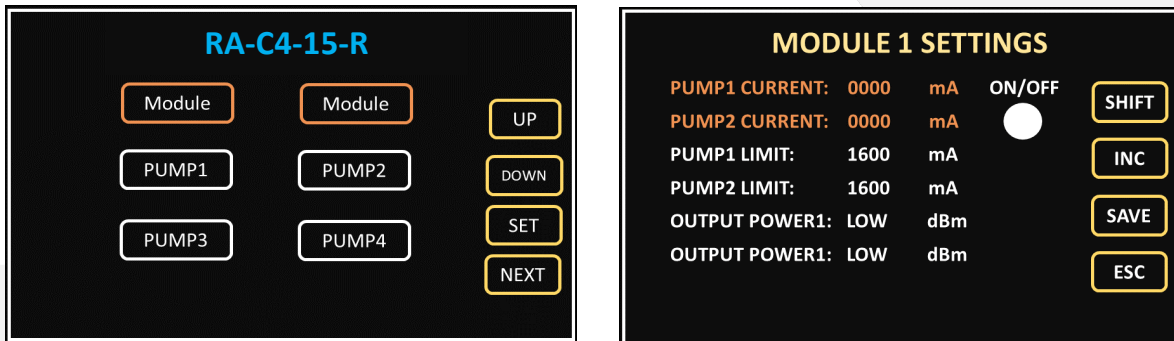 RA-C4-15-R
Module Module
UP
PUMP1 PUMP2
DOWN
SET
PUMP3 PUMP4
NEXT
MODULE 1 SETTINGS
PUMP1 CURRENT: 0000 mA ON/OFF
SHIFT
PUMP2 CURRENT: 0000 mA
PUMP1 LIMIT: 1600 mA
INC
PUMP2 LIMIT: 1600 mA
OUTPUT POWER1: LOW dBm
SAVE
OUTPUT POWER1: LOW dBm
ESC